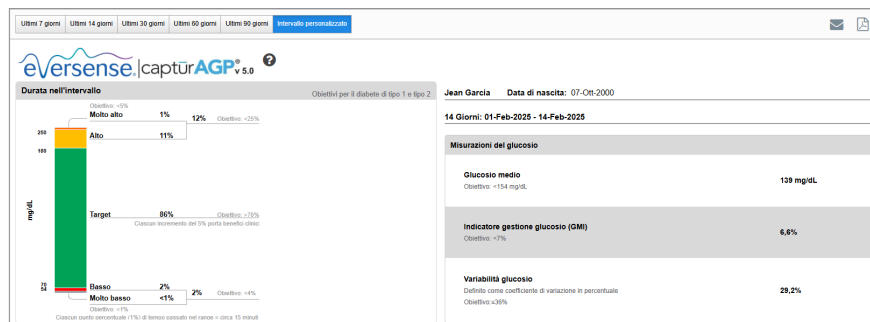 Ultimi 7 giorni Ultimi 14 giorni Ultimi 30 giorni Ultimi 60 giorni Ultimi 90 giorni Intervallo personalizzato
eversense. | captūrAGP® v 5.0 ?
Durata nell'intervallo Obiettivi per il diabete di tipo 1 e tipo 2
Obiettivo: <5%
Molto alto 1%
12% Obiettivo: <25%
250
Alto 11%
180
mg/dL
Target 86% Obiettivo: >70%
Ciascun incremento del 5% porta benefici clinici
70
Basso 2%
54
2% Obiettivo: <4%
Molto basso <1%
Obiettivo: <1%
Ciascun punto percentuale (1%) di tempo passato nel range = circa 15 minuti
Jean Garcia Data di nascita: 07-Ott-2000
14 Giorni: 01-Feb-2025 - 14-Feb-2025
Misurazioni del glucosio
Glucosio medio 139 mg/dL
Obiettivo: <154 mg/dL
Indicatore gestione glucosio (GMI) 6,6%
Obiettivo: <7%
Variabilità glucosio
Definito come coefficiente di variazione in percentuale 29,2%
Obiettivo:≤36%